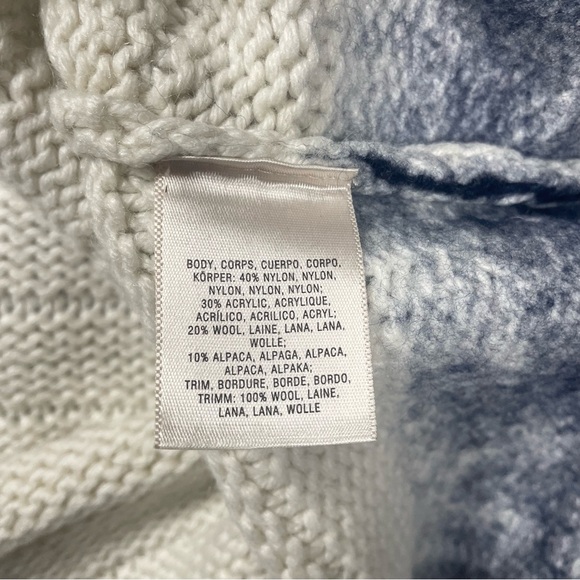 BODY, CORPS, CUERPO, CORPO,
KÖRPER: 40% NYLON, NYLON,
NYLON, NYLON, NYLON;
30% ACRYLIC, ACRYLIQUE,
ACRÍLICO, ACRILICO, ACRYL;
20% WOOL, LAINE, LANA, LANA,
WOLLE;
10% ALPACA, ALPAGA, ALPACA,
ALPACA, ALPAKA;
TRIM, BORDURE, BORDE, BORDO,
TRIMM: 100% WOOL, LAINE,
LANA, LANA, WOLLE